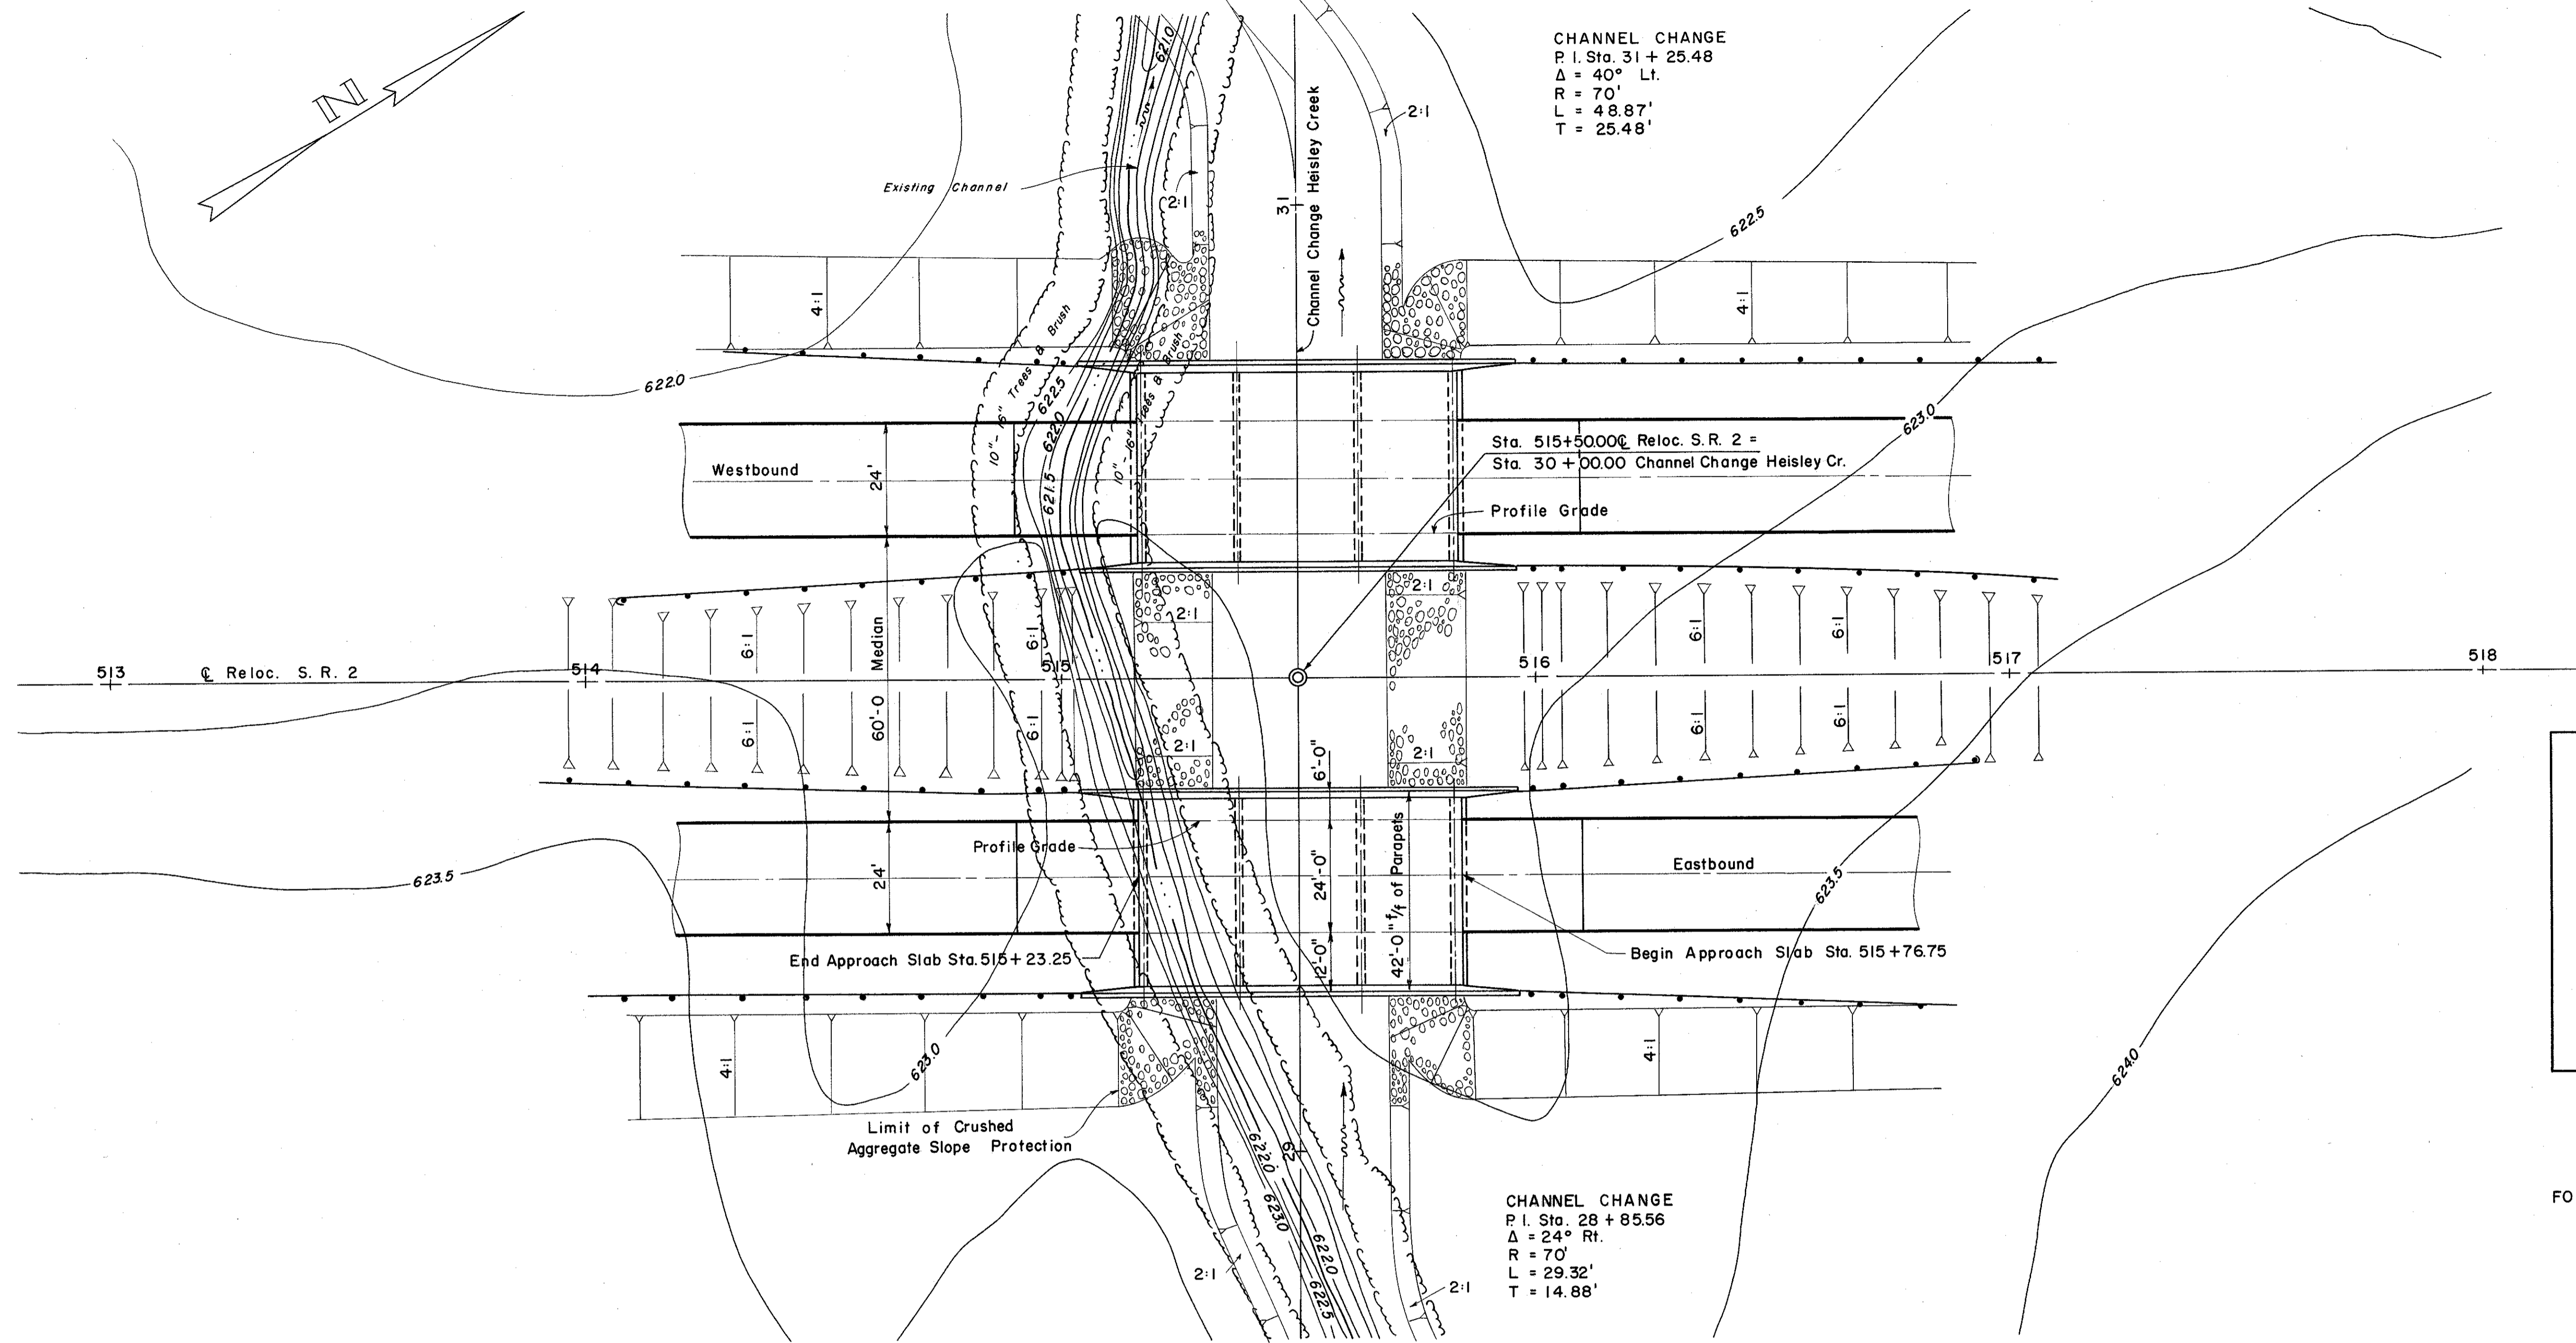 N
CHANNEL CHANGE
P. I. Sta. 31 + 25.48
Δ = 40° Lt.
R = 70'
L = 48.87'
T = 25.48'
621.0
2:1
Existing Channel
2:1
31
Channel Change Heisley Creek
622.5
4:1
4:1
10"-16" Trees & Brush
10"-16" Trees & Brush
622.0
622.5
622.0
621.5
623.0
Westbound
24'
Sta. 515+50.00 ℄ Reloc. S. R. 2 =
Sta. 30 + 00.00 Channel Change Heisley Cr.
Profile Grade
2:1
2:1
6:1
6:1
6:1
6:1
60'-0 Median
513
℄ Reloc. S. R. 2
514
515
516
517
518
6:1
6:1
6:1
6:1
2:1
2:1
6'-0"
Profile Grade
24'
24'-0"
42'-0" f/f of Parapets
Eastbound
623.5
623.5
12'-0"
End Approach Slab Sta. 515+23.25
Begin Approach Slab Sta. 515+76.75
4:1
623.0
4:1
624.0
Limit of Crushed
Aggregate Slope Protection
622.0
29
623.0
622.0
622.5
2:1
2:1
CHANNEL CHANGE
P. I. Sta. 28 + 85.56
Δ = 24° Rt.
R = 70'
L = 29.32'
T = 14.88'
FO